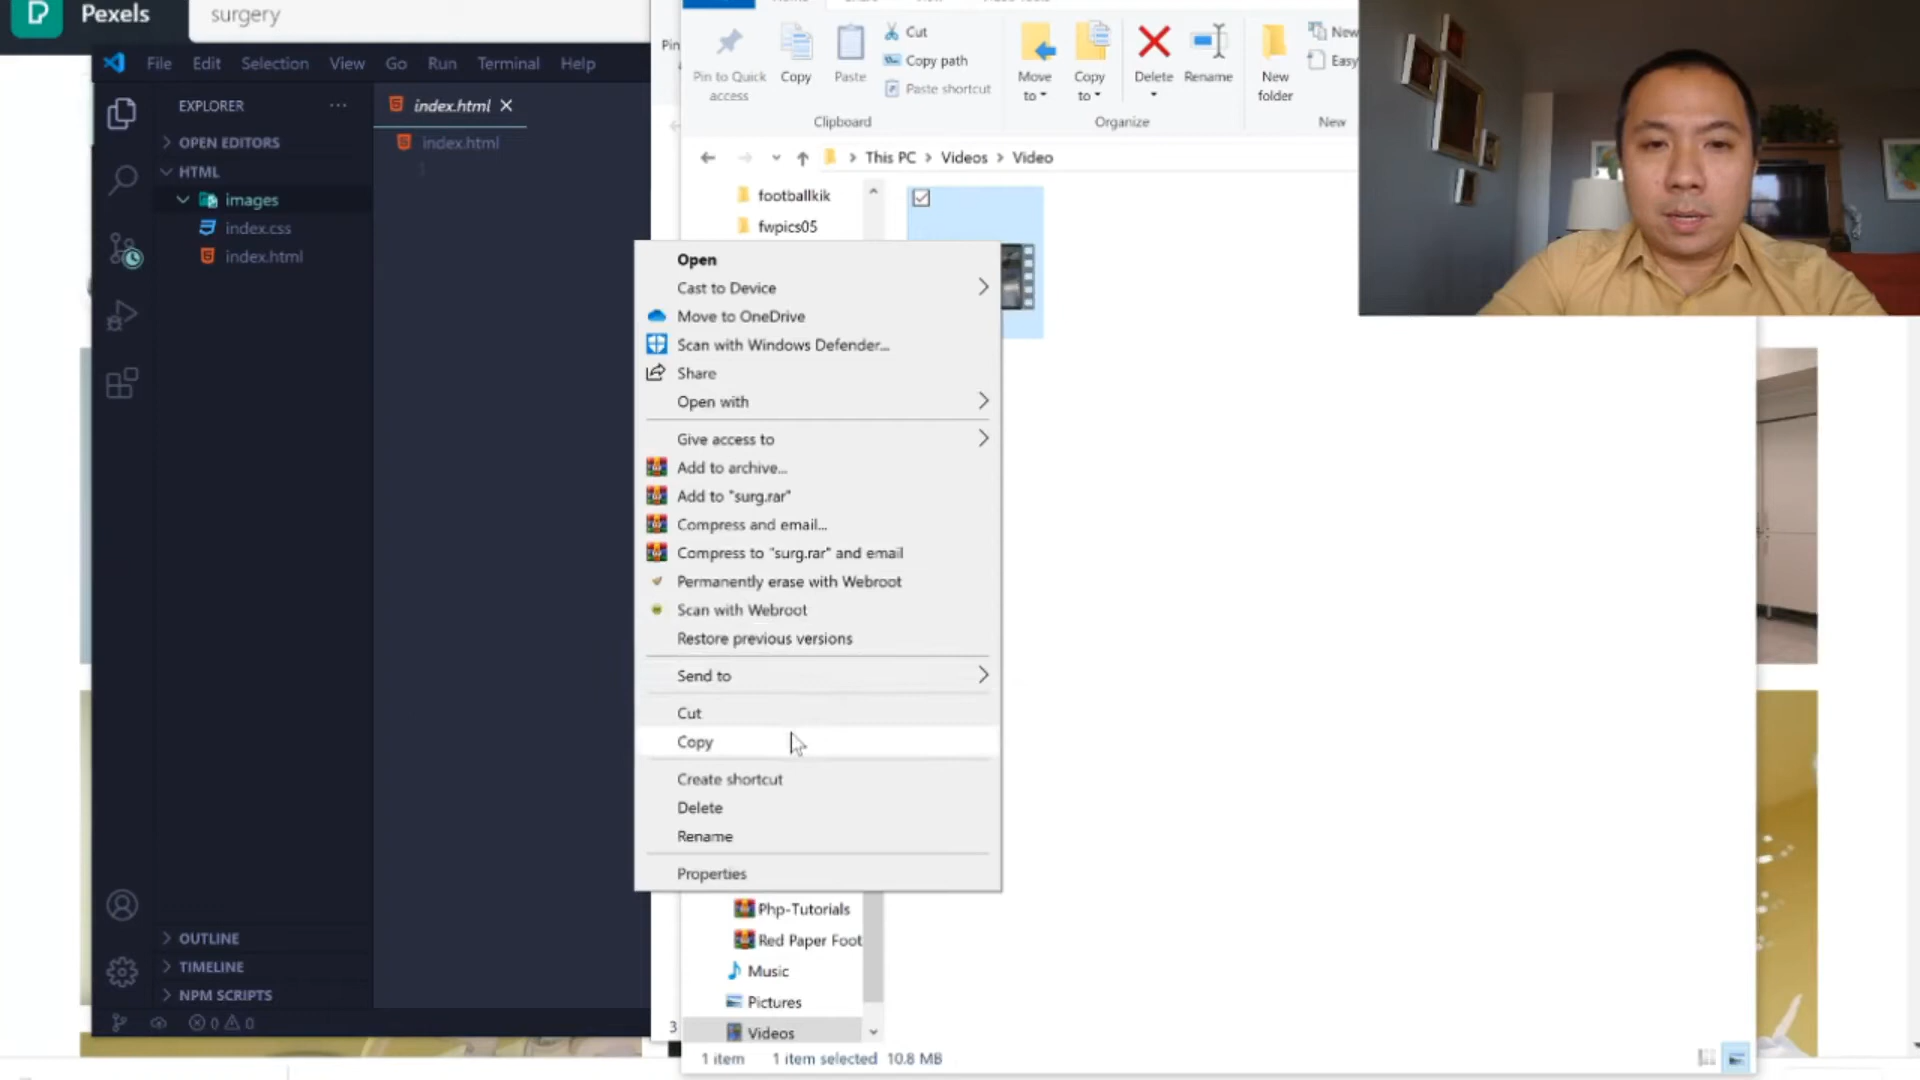 Pexels
surgery
File Edit Selection View Go Run Terminal Help
EXPLORER
OPEN EDITORS
HTML
images
index.css
index.html
OUTLINE
TIMELINE
NPM SCRIPTS
0 0
index.html
index.html
1
Pin to Quick access
Copy
Paste
Cut
Copy path
Paste shortcut
Clipboard
Move to
Copy to
Delete
Rename
Organize
New folder
New
Easy
New
This PC > Videos > Video
footballkik
fwpics05
Open
Cast to Device
Move to OneDrive
Scan with Windows Defender...
Share
Open with
Give access to
Add to archive...
Add to "surg.rar"
Compress and email...
Compress to "surg.rar" and email
Permanently erase with Webroot
Scan with Webroot
Restore previous versions
Send to
Cut
Copy
Create shortcut
Delete
Rename
Properties
Php-Tutorials
Red Paper Foot
Music
Pictures
Videos
3
1 item 1 item selected 10.8 MB